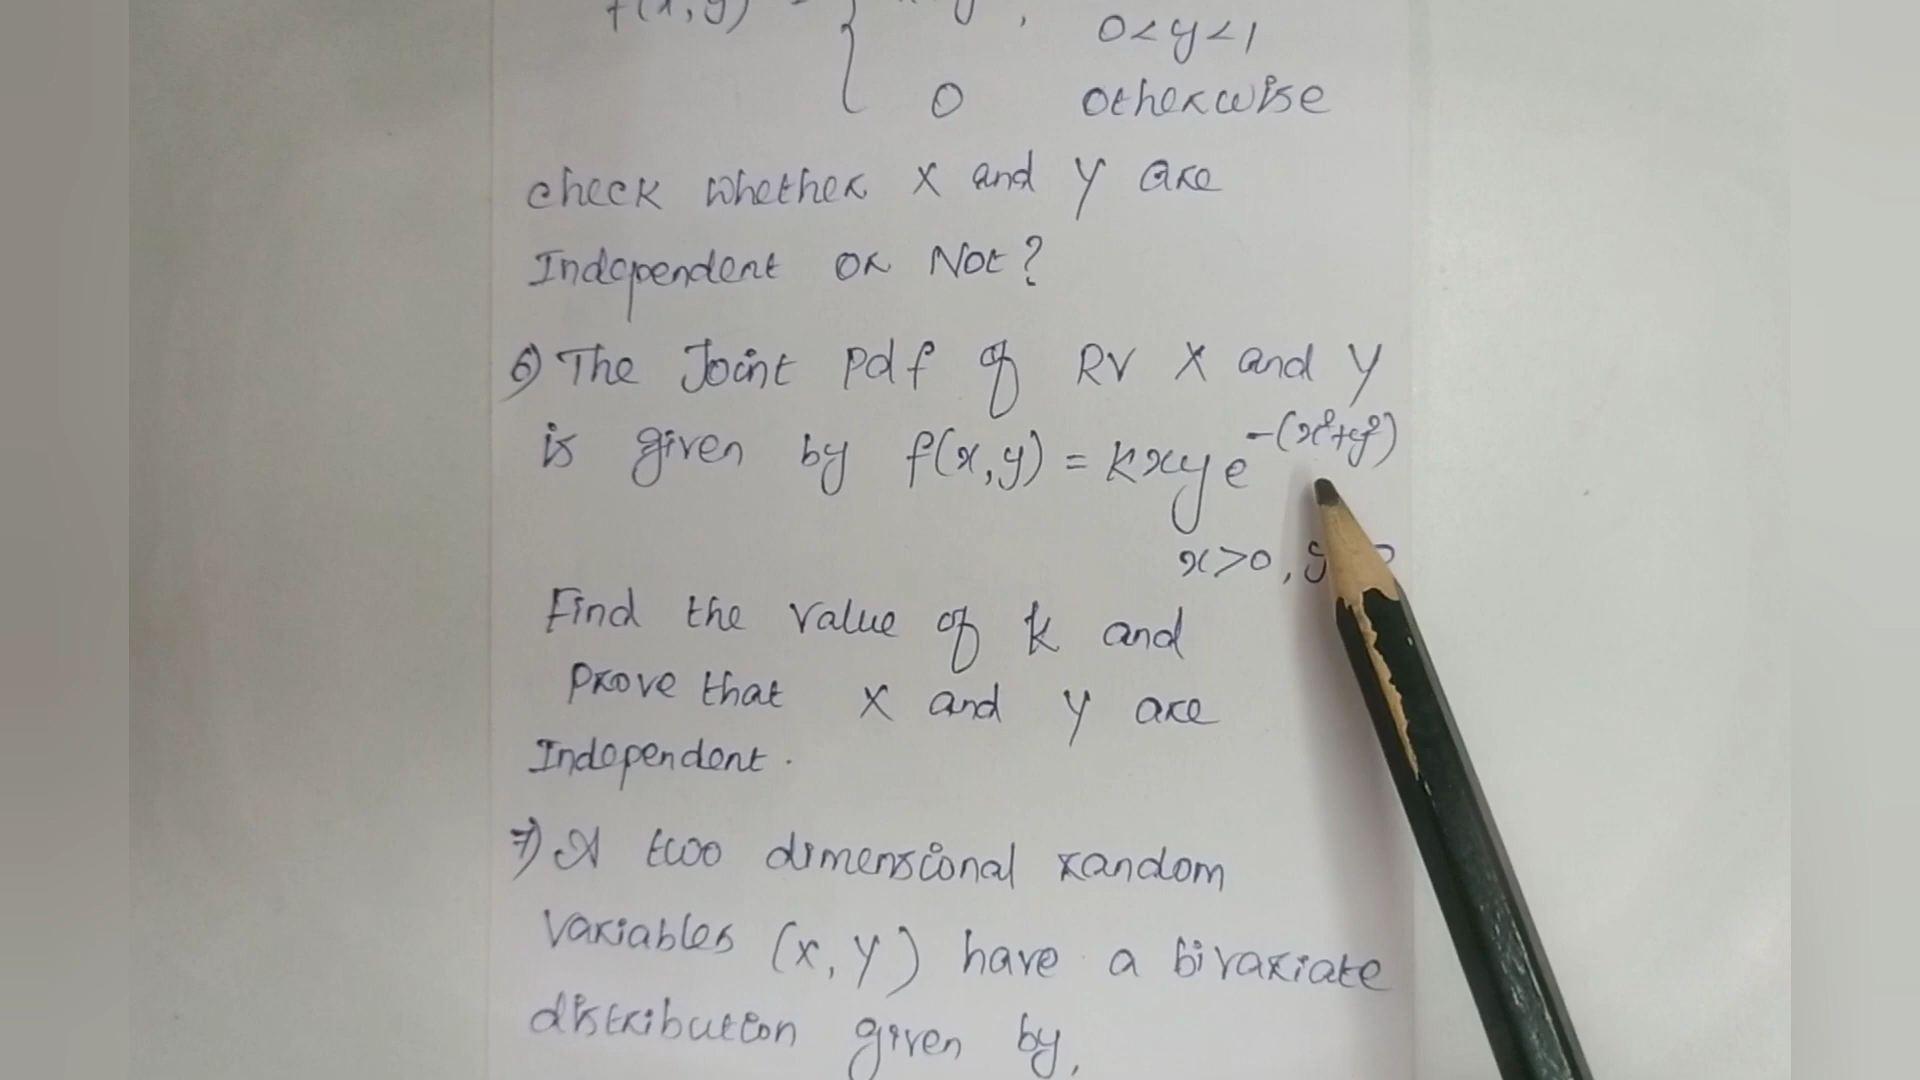 f(x,y) = { , 0<y<1
0 otherwise
check whether X and Y are
Independent or Not?
6) The Joint pdf of RV X and Y
is given by f(x,y) = kxye^-(x²+y²)
x>0, y
Find the value of k and
prove that X and Y are
Independent.
7) A two dimensional random
variables (X, Y) have a bivariate
distribution given by,